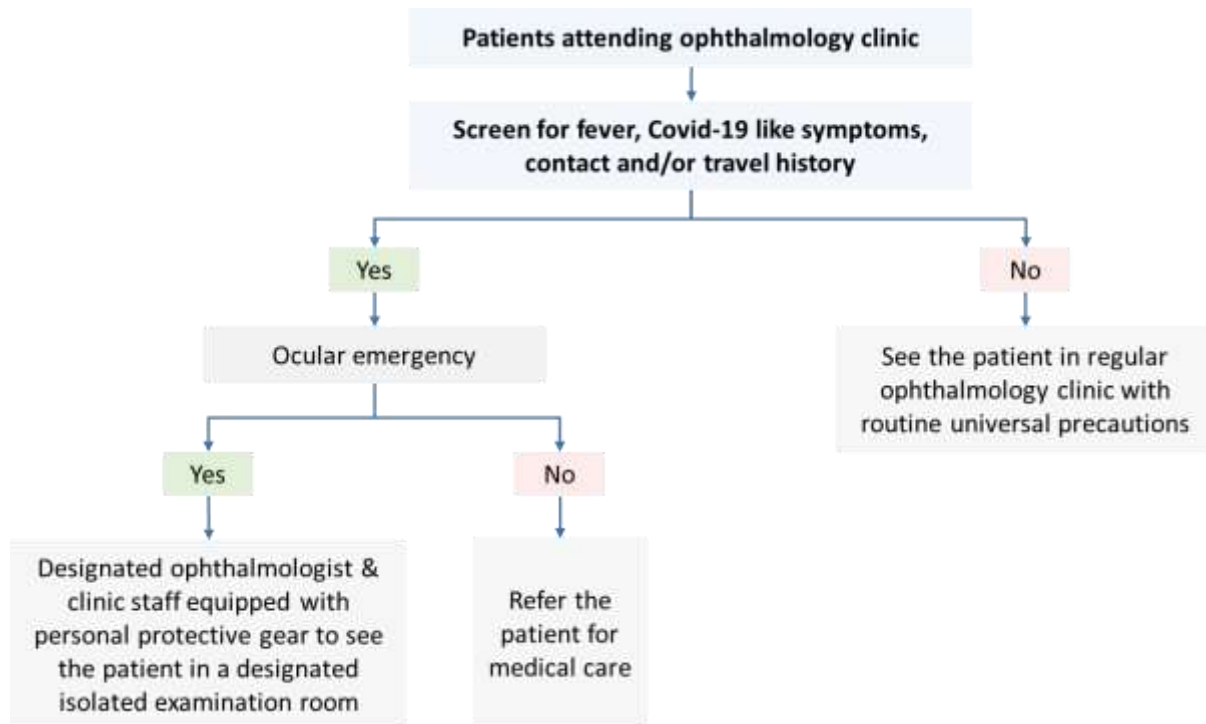 Patients attending ophthalmology clinic
Screen for fever, Covid-19 like symptoms,
contact and/or travel history
Yes
No
Ocular emergency
See the patient in regular
ophthalmology clinic with
routine universal precautions
Yes
No
Designated ophthalmologist &
clinic staff equipped with
personal protective gear to see
the patient in a designated
isolated examination room
Refer the
patient for
medical care